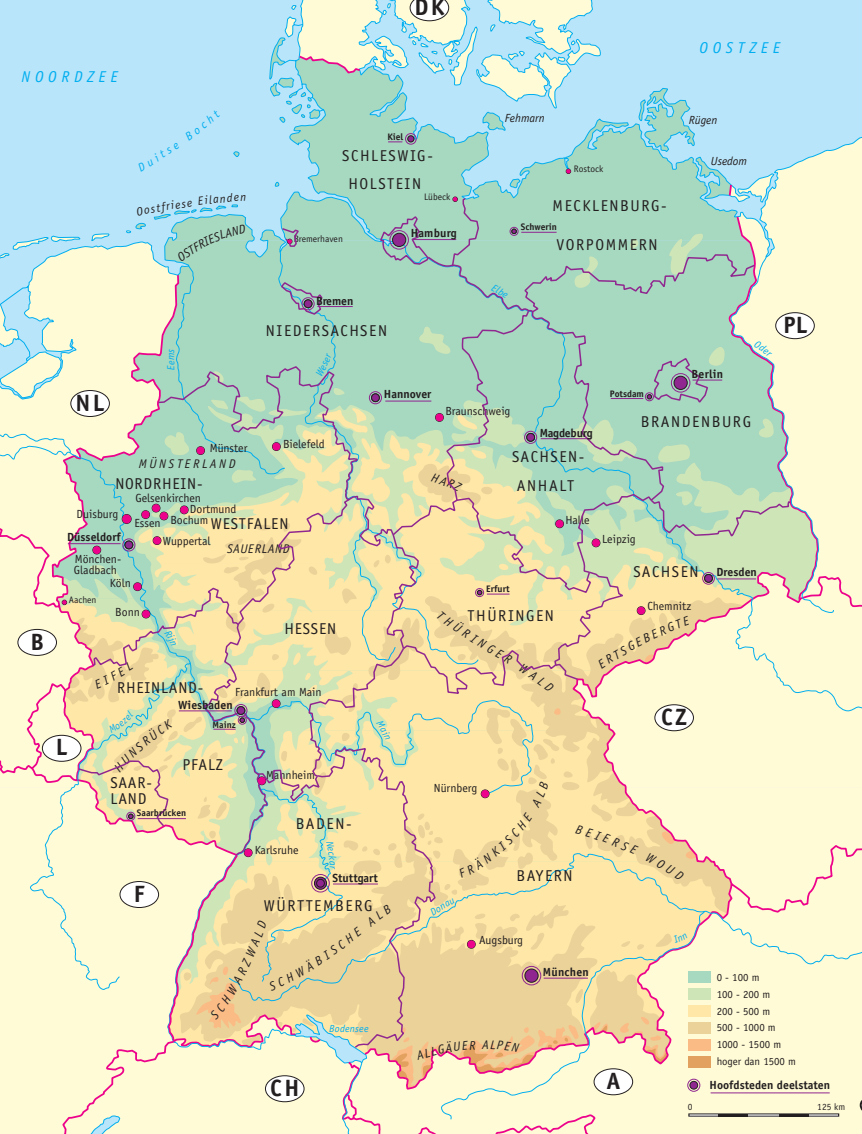 DK
NOORDZEE
OOSTZEE
Duitse Bocht
Fehmarn
Rügen
Kiel
SCHLESWIG-
HOLSTEIN
Usedom
Rostock
Lübeck
Oostfriese Eilanden
MECKLENBURG-
VORPOMMERN
Schwerin
OSTFRIESLAND
Bremerhaven
Hamburg
Elbe
Bremen
NIEDERSACHSEN
PL
Oder
Eems
Weser
Berlin
Potsdam
Hannover
NL
BRANDENBURG
Braunschweig
Magdeburg
Münster
Bielefeld
MÜNSTERLAND
SACHSEN-
ANHALT
HARZ
NORDRHEIN-
WESTFALEN
Gelsenkirchen
Dortmund
Duisburg
Essen
Bochum
Halle
Düsseldorf
Wuppertal
Leipzig
SAUERLAND
Mönchen-
Gladbach
Köln
SACHSEN
Dresden
Aachen
Bonn
Erfurt
THÜRINGEN
Chemnitz
HESSEN
B
Rijn
THÜRINGER WALD
ERTSGEBERGTE
EIFEL
RHEINLAND-
PFALZ
Frankfurt am Main
Wiesbaden
Mainz
Moezel
HUNSRÜCK
Main
CZ
L
SAAR-
LAND
Mannheim
Nürnberg
Saarbrücken
BADEN-
WÜRTTEMBERG
FRÄNKISCHE ALB
BEIERSE WOUD
Karlsruhe
Neckar
BAYERN
Stuttgart
F
Donau
SCHWARZWALD
SCHWÄBISCHE ALB
Augsburg
Inn
München
Bodensee
ALLGÄUER ALPEN
CH
A
0 - 100 m
100 - 200 m
200 - 500 m
500 - 1000 m
1000 - 1500 m
hoger dan 1500 m
Hoofdsteden deelstaten
0
125 km